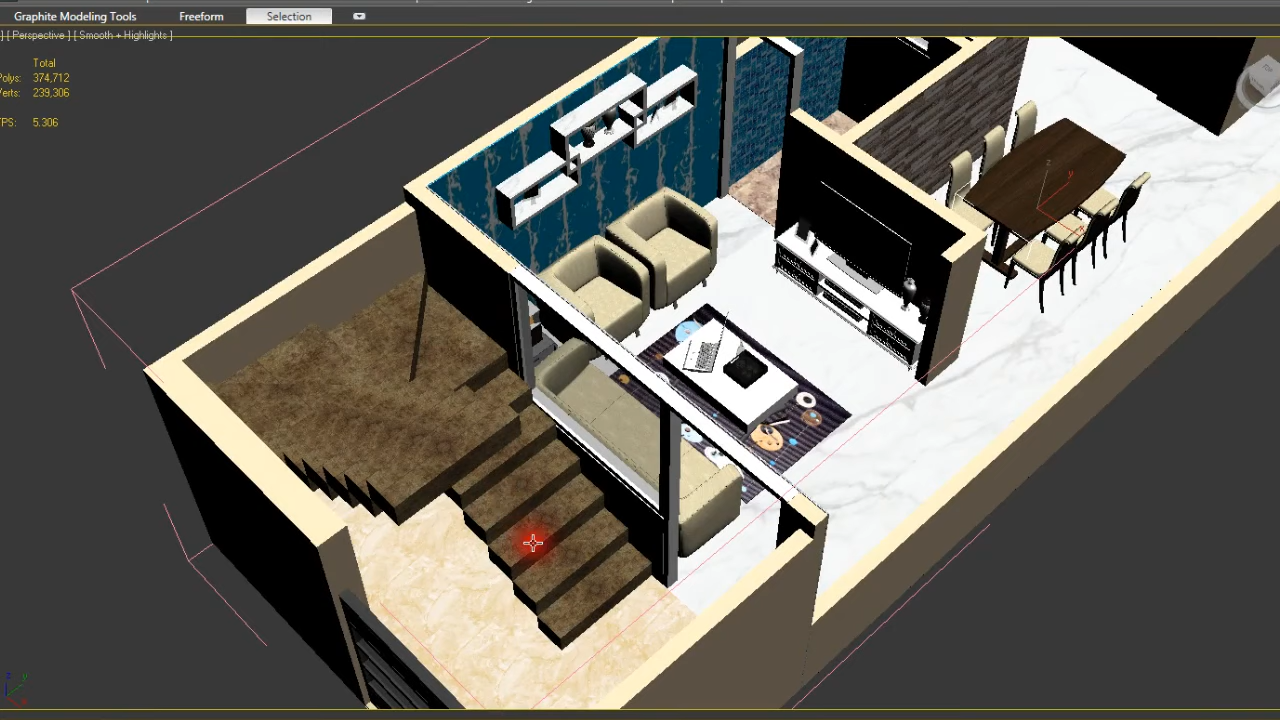 Graphite Modeling Tools Freeform Selection
] [ Perspective ] [ Smooth + Highlights ]
Total
Polys: 374,712
Verts: 239,306
FPS: 5.306
z
y
z
y